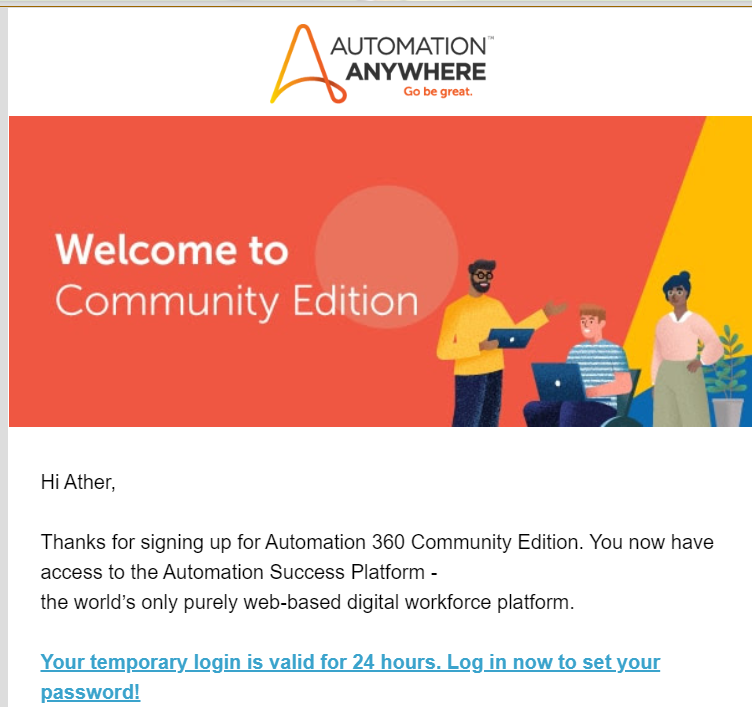 AUTOMATION™
ANYWHERE
Go be great.
Welcome to
Community Edition
Hi Ather,
Thanks for signing up for Automation 360 Community Edition. You now have
access to the Automation Success Platform -
the world's only purely web-based digital workforce platform.
Your temporary login is valid for 24 hours. Log in now to set your
password!